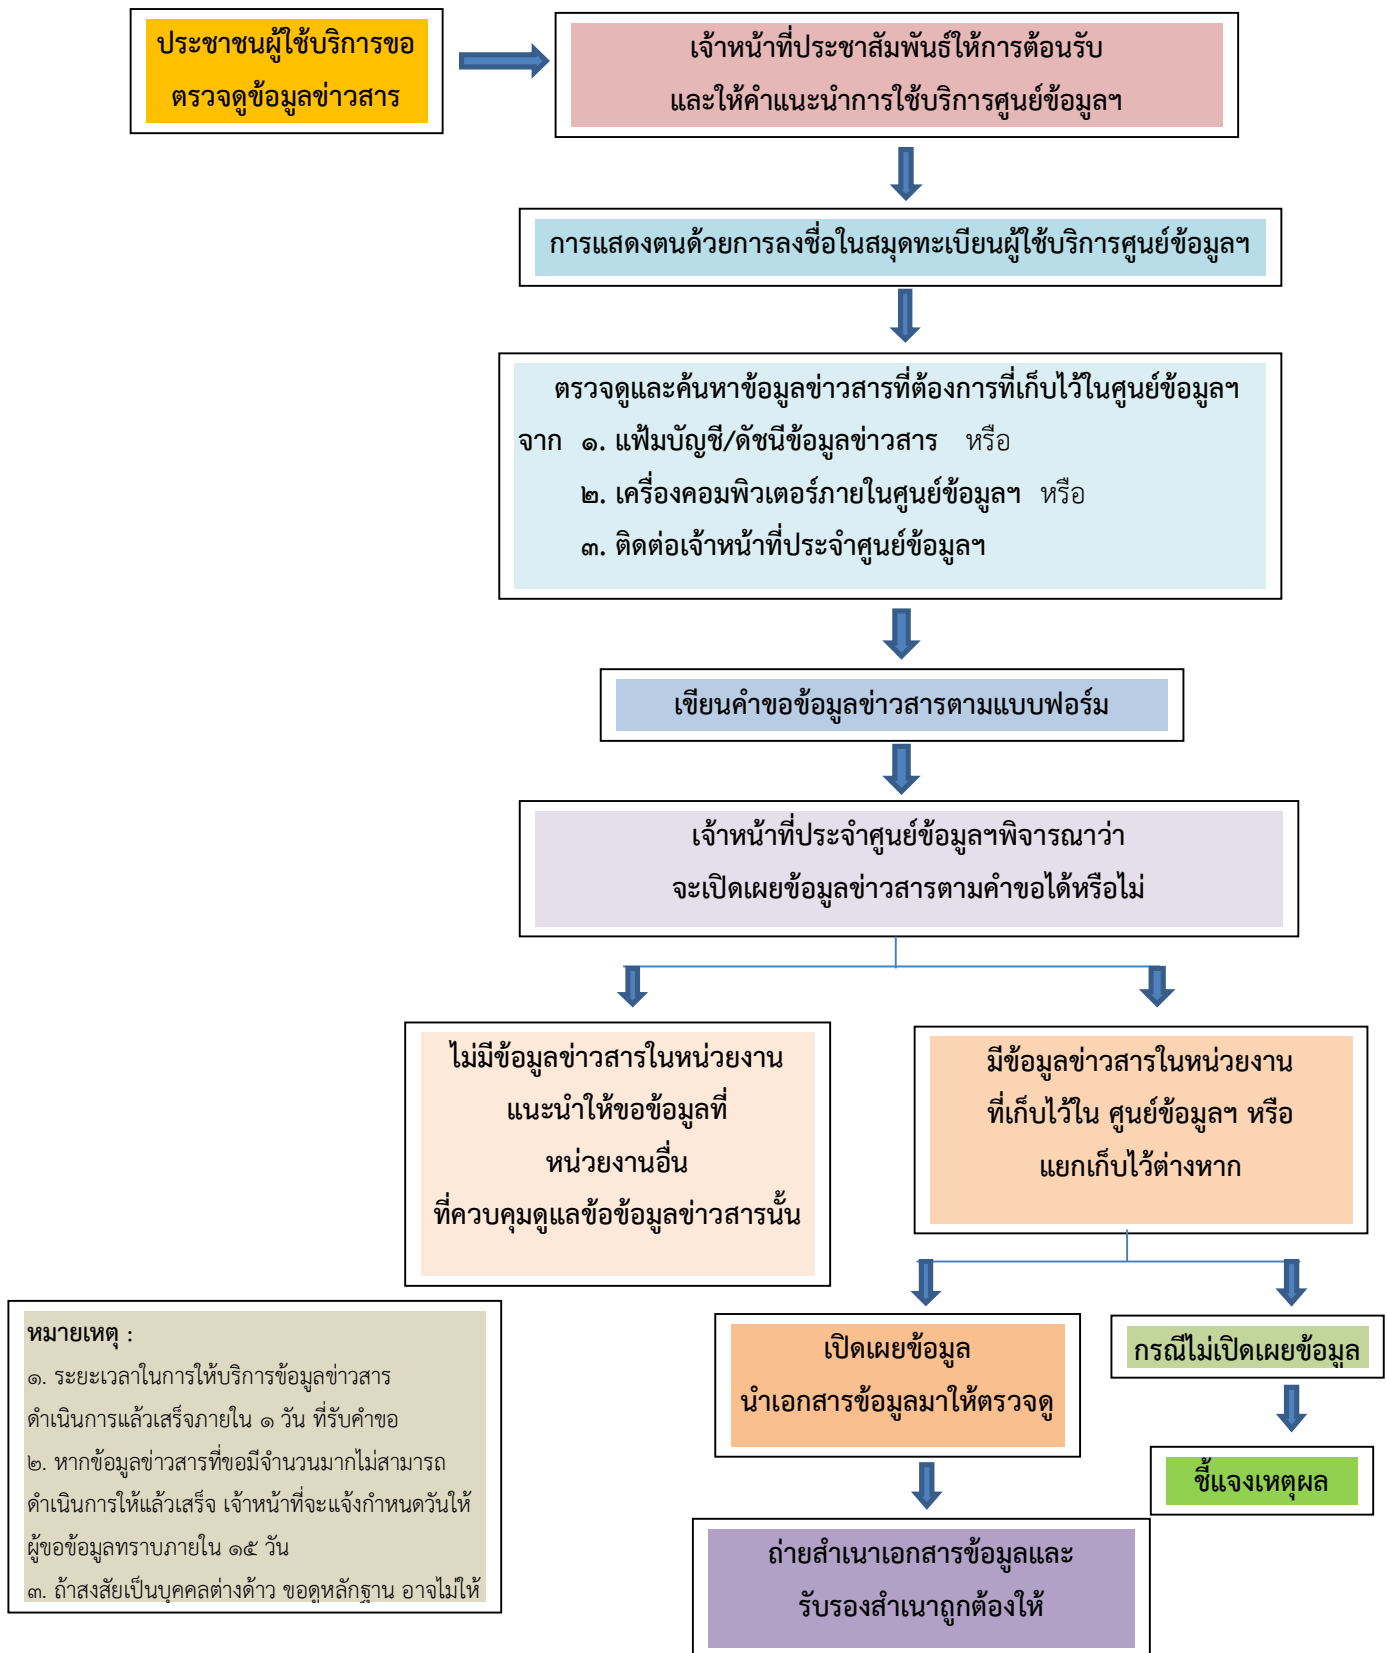 ประชาชนผู้ใช้บริการขอ
ตรวจดูข้อมูลข่าวสาร
เจ้าหน้าที่ประชาสัมพันธ์ให้การต้อนรับ
และให้คำแนะนำการใช้บริการศูนย์ข้อมูลฯ
การแสดงตนด้วยการลงชื่อในสมุดทะเบียนผู้ใช้บริการศูนย์ข้อมูลฯ
ตรวจดูและค้นหาข้อมูลข่าวสารที่ต้องการที่เก็บไว้ในศูนย์ข้อมูลฯ
จาก ๑. แฟ้มบัญชี/ดัชนีข้อมูลข่าวสาร หรือ
๒. เครื่องคอมพิวเตอร์ภายในศูนย์ข้อมูลฯ หรือ
๓. ติดต่อเจ้าหน้าที่ประจำศูนย์ข้อมูลฯ
เขียนคำขอข้อมูลข่าวสารตามแบบฟอร์ม
เจ้าหน้าที่ประจำศูนย์ข้อมูลฯพิจารณาว่า
จะเปิดเผยข้อมูลข่าวสารตามคำขอได้หรือไม่
ไม่มีข้อมูลข่าวสารในหน่วยงาน
แนะนำให้ขอข้อมูลที่
หน่วยงานอื่น
ที่ควบคุมดูแลข้อข้อมูลข่าวสารนั้น
มีข้อมูลข่าวสารในหน่วยงาน
ที่เก็บไว้ใน ศูนย์ข้อมูลฯ หรือ
แยกเก็บไว้ต่างหาก
เปิดเผยข้อมูล
นำเอกสารข้อมูลมาให้ตรวจดู
กรณีไม่เปิดเผยข้อมูล
ชี้แจงเหตุผล
ถ่ายสำเนาเอกสารข้อมูลและ
รับรองสำเนาถูกต้องให้
หมายเหตุ :
๑. ระยะเวลาในการให้บริการข้อมูลข่าวสาร
ดำเนินการแล้วเสร็จภายใน ๑ วัน ที่รับคำขอ
๒. หากข้อมูลข่าวสารที่ขอมีจำนวนมากไม่สามารถ
ดำเนินการให้แล้วเสร็จ เจ้าหน้าที่จะแจ้งกำหนดวันให้
ผู้ขอข้อมูลทราบภายใน ๑๕ วัน
๓. ถ้าสงสัยเป็นบุคคลต่างด้าว ขอดูหลักฐาน อาจไม่ให้